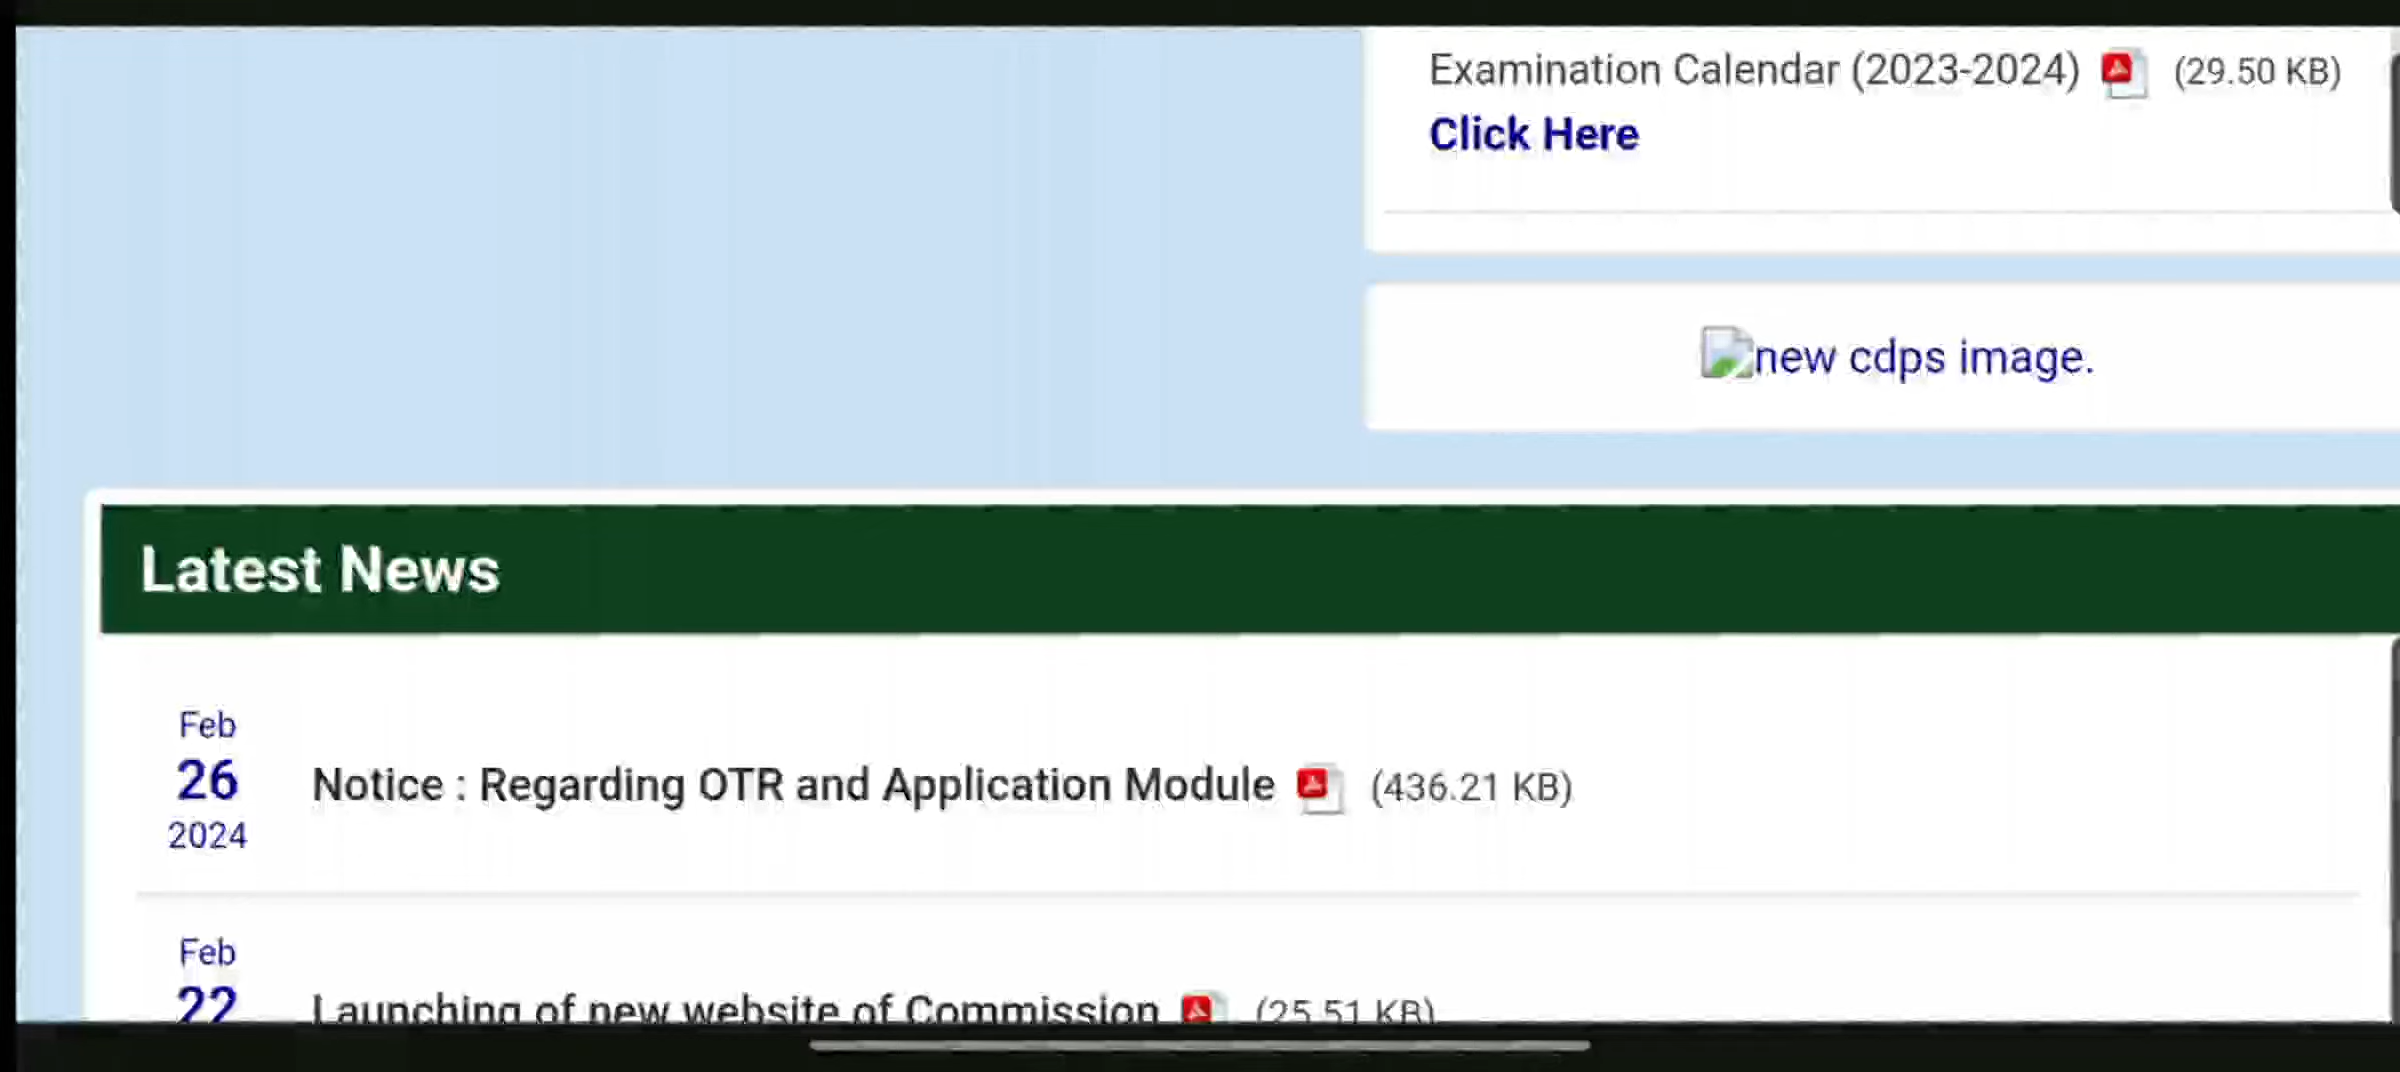 Examination Calendar (2023-2024) (29.50 KB)
Click Here
new cdps image.
Latest News
Feb
26
2024
Notice : Regarding OTR and Application Module (436.21 KB)
Feb
22
Launching of new website of Commission (25.51 KB)